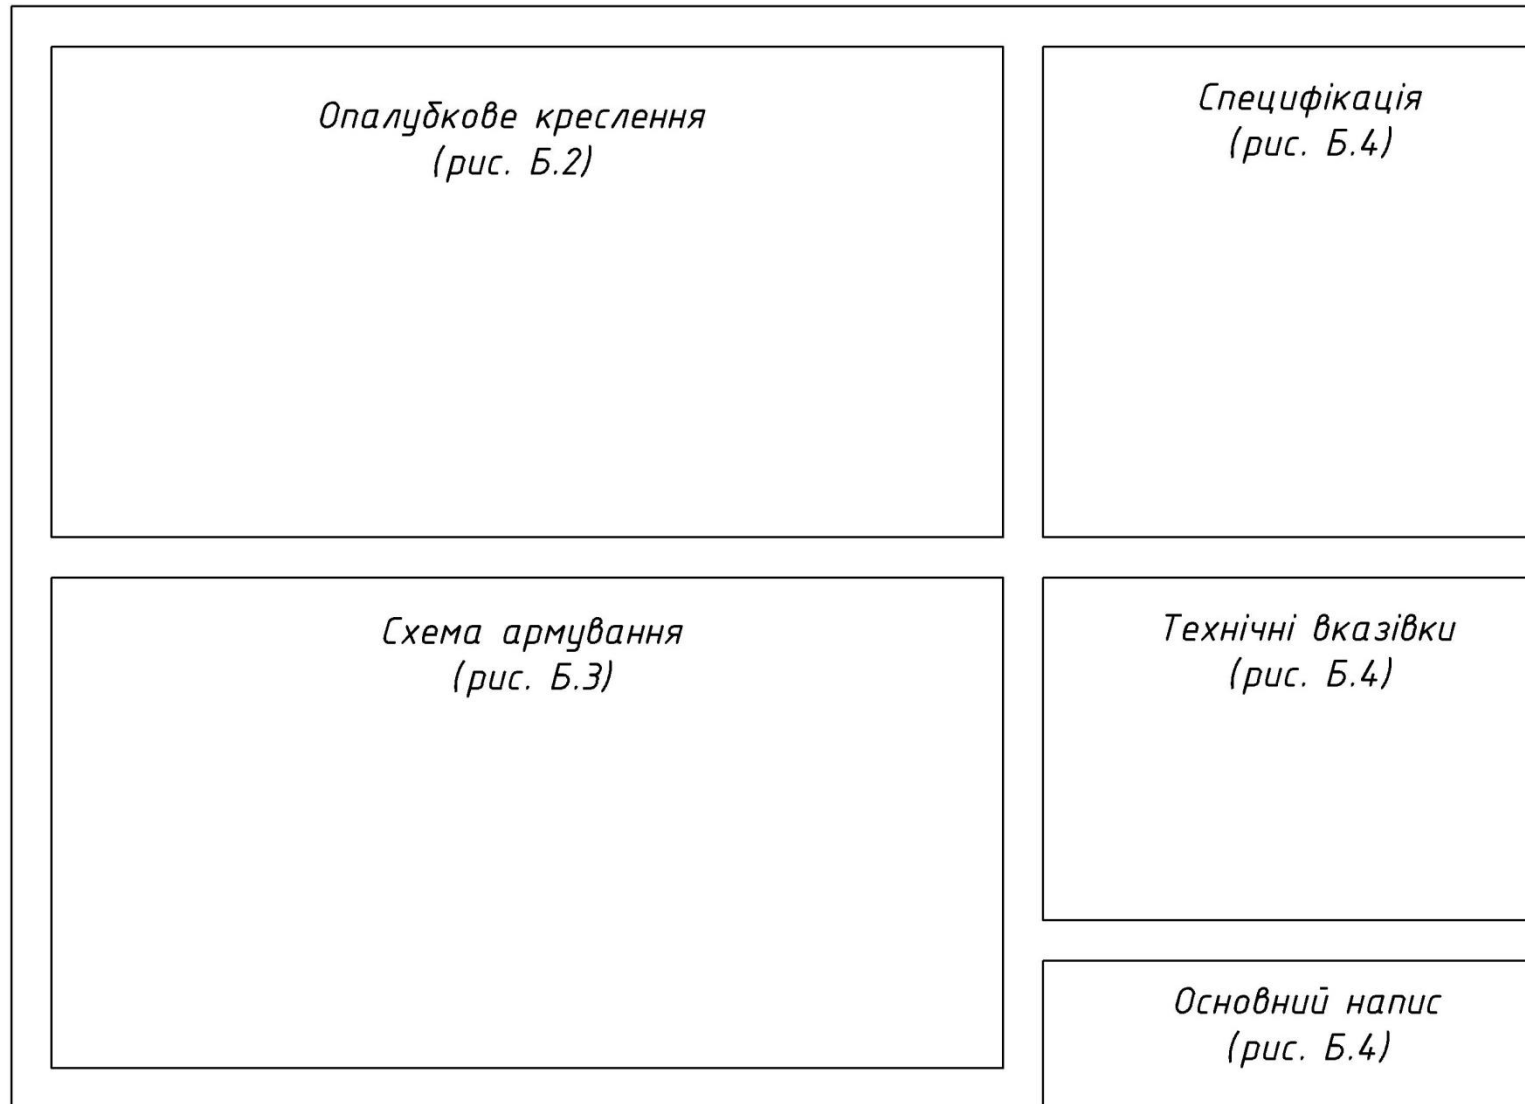 Опалубкове креслення
(рис. Б.2)
Специфікація
(рис. Б.4)
Схема армування
(рис. Б.3)
Технічні вказівки
(рис. Б.4)
Основний напис
(рис. Б.4)